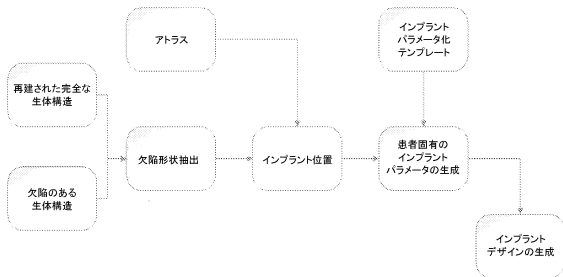 アトラス
インプラント
パラメータ化
テンプレート
再建された完全な
生体構造
欠陥のある
生体構造
欠陥形状抽出
インプラント位置
患者固有の
インプラント
パラメータの生成
インプラント
デザインの生成